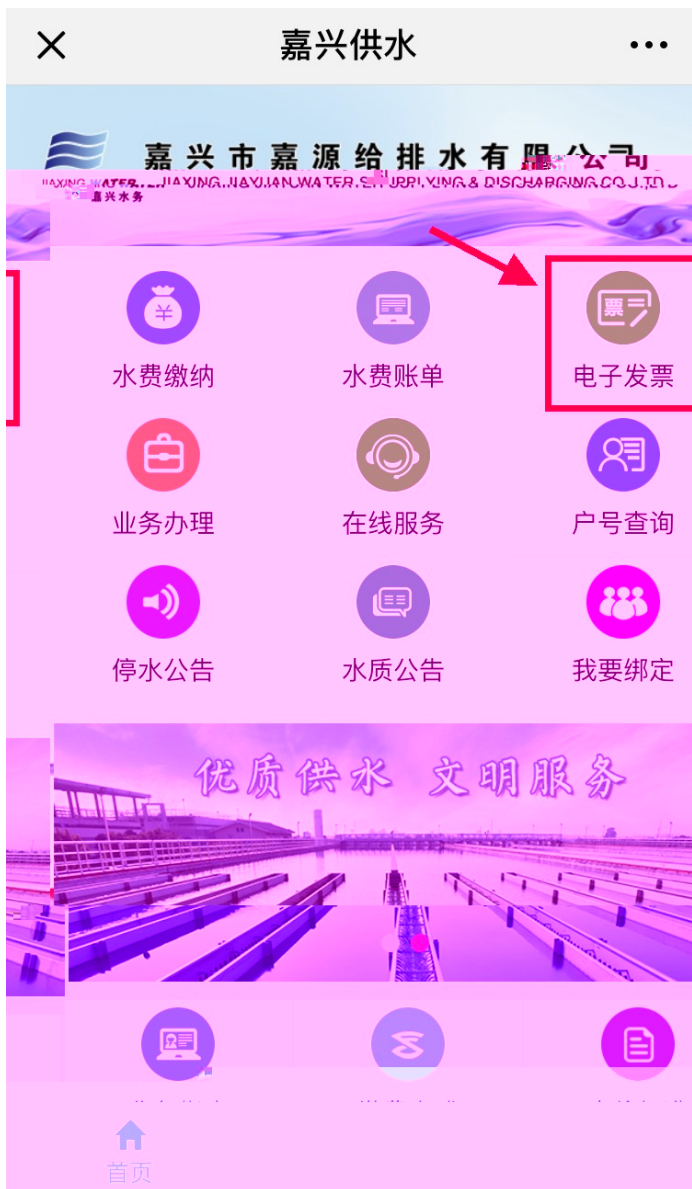 嘉兴供水
嘉兴市嘉源给排水有限公司
嘉兴水务
水费缴纳
水费账单
票
电子发票
业务办理
在线服务
户号查询
停水公告
水质公告
我要绑定
优质供水 文明服务
首页